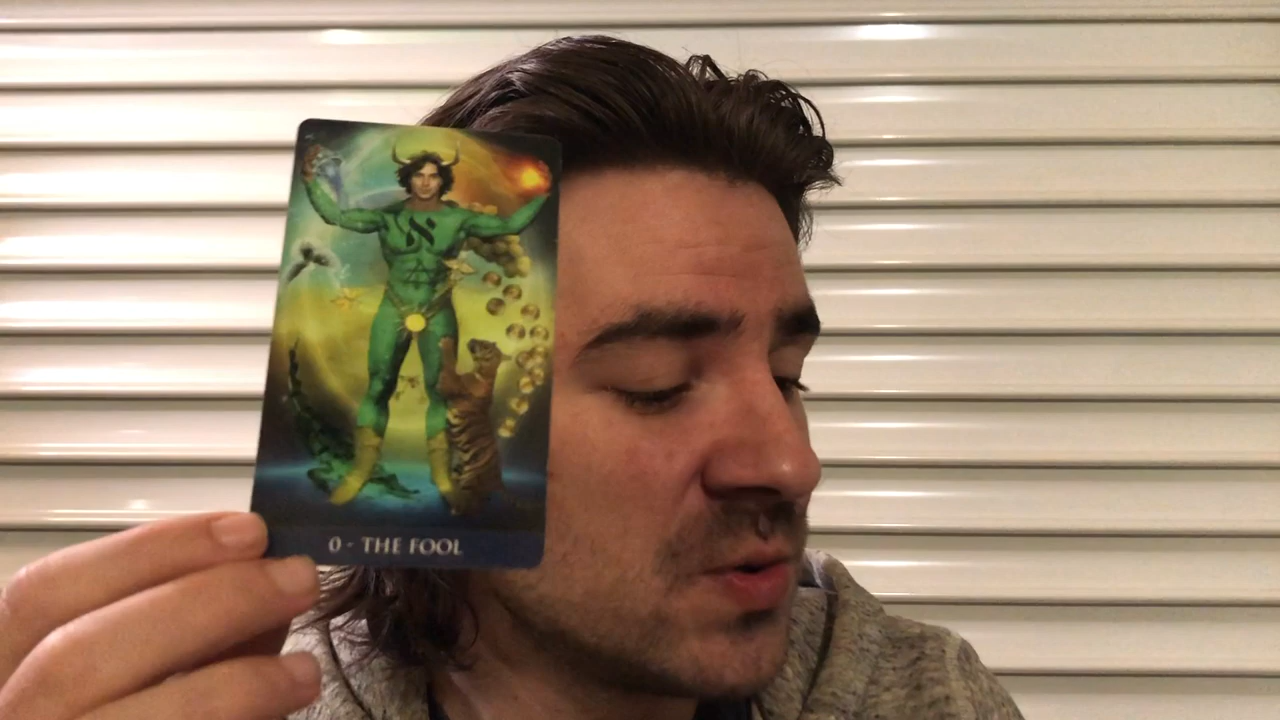 א
0 - THE FOOL